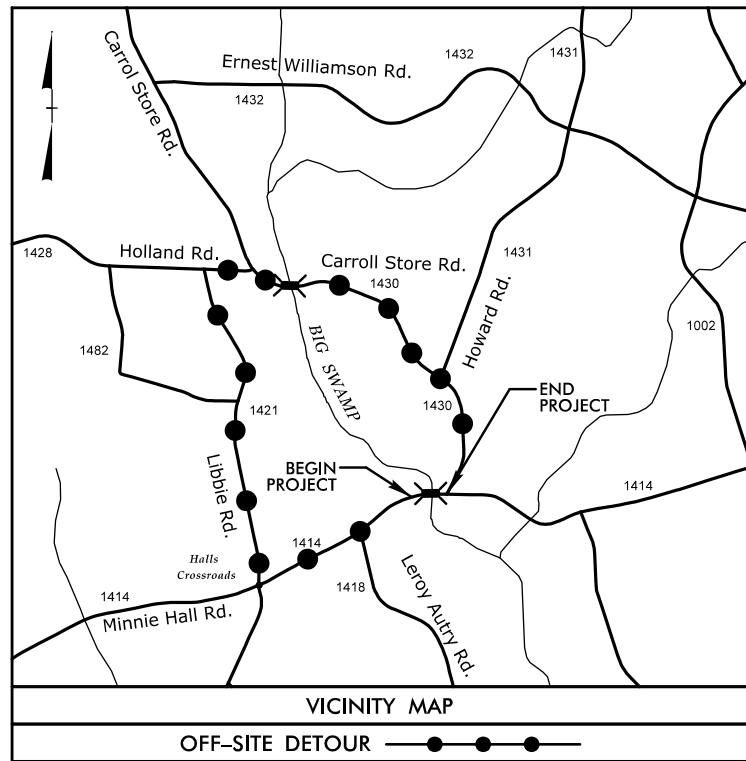 Carrol Store Rd.
Ernest Williamson Rd.
1432
1431
1432
Holland Rd.
1428
Carroll Store Rd.
1430
1431
Howard Rd.
1002
1482
BIG SWAMP
1421
1430
END
PROJECT
BEGIN
PROJECT
Libbie Rd.
1414
Halls
Crossroads
1414
1418
Leroy Autry Rd.
1414
Minnie Hall Rd.
VICINITY MAP
OFF–SITE DETOUR